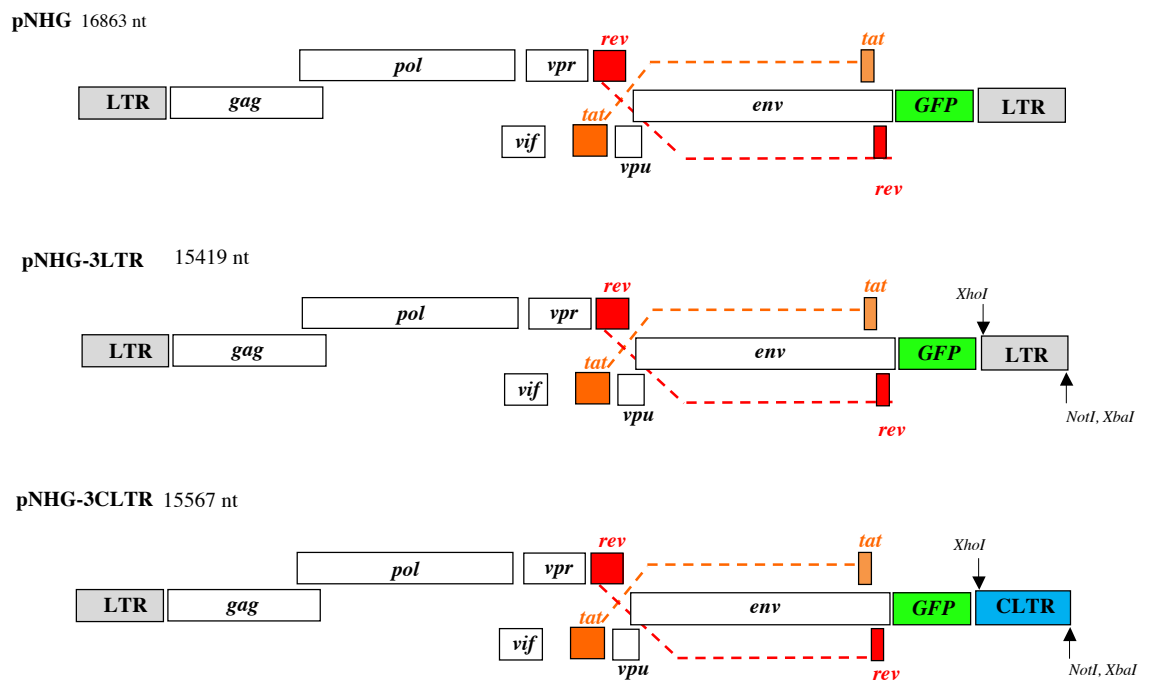 pNHG 16863 nt
rev
tat
pol
vpr
LTR
gag
env
GFP
LTR
tat
vif
vpu
rev
pNHG-3LTR 15419 nt
rev
tat
XhoI
pol
vpr
LTR
gag
env
GFP
LTR
tat
vif
vpu
NotI, XbaI
rev
pNHG-3CLTR 15567 nt
rev
tat
XhoI
pol
vpr
LTR
gag
env
GFP
CLTR
tat
vif
vpu
rev
NotI, XbaI